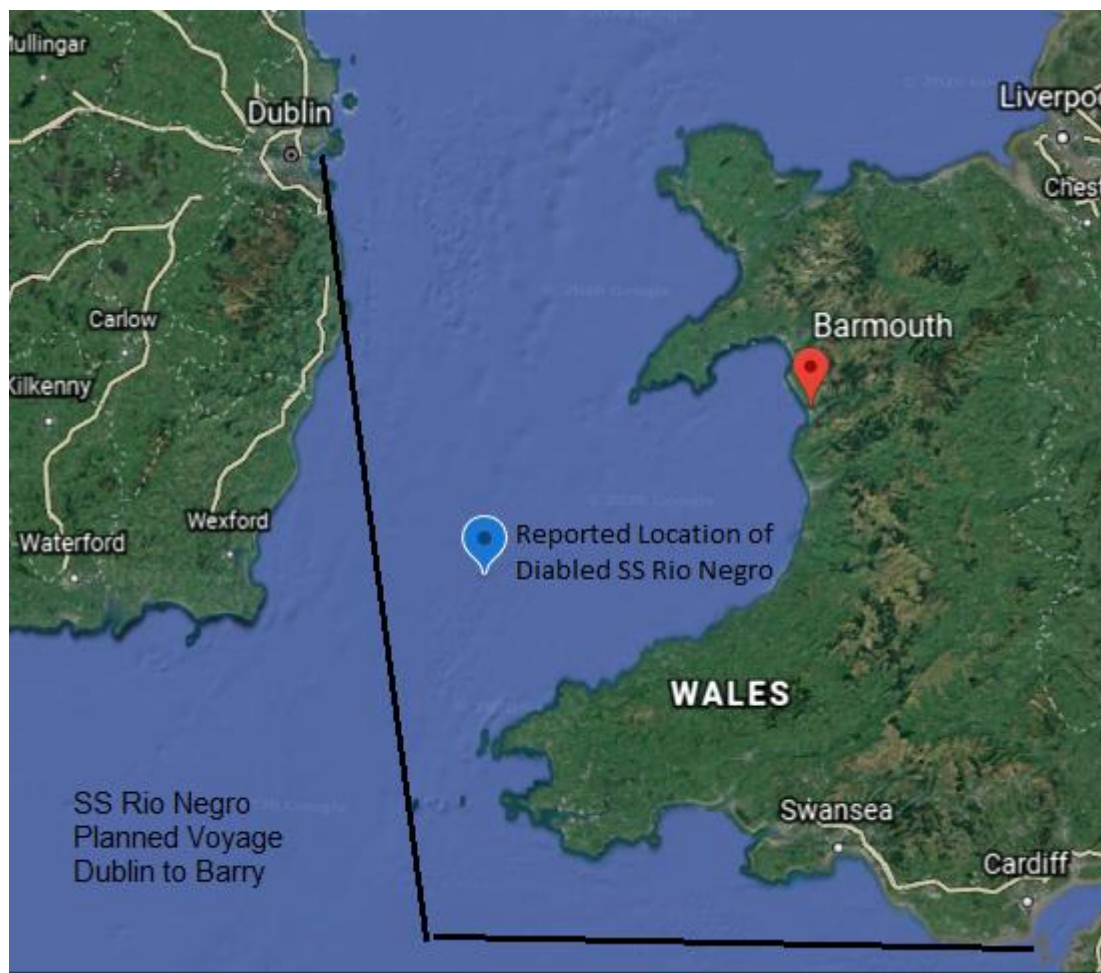 ullingar
Dublin
Liverpo
Chest
Carlow
Barmouth
Kilkenny
Wexford
Waterford
Reported Location of
Diabled SS Rio Negro
WALES
SS Rio Negro
Planned Voyage
Dublin to Barry
Swansea
Cardiff